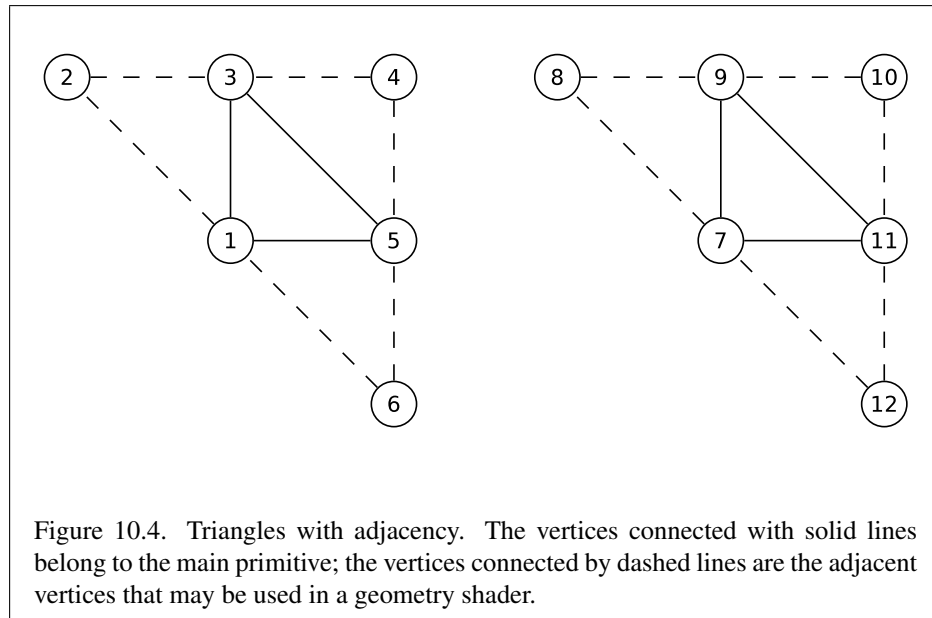 2 3 4 8 9 10
1 5 7 11
6 12
Figure 10.4. Triangles with adjacency. The vertices connected with solid lines
belong to the main primitive; the vertices connected by dashed lines are the adjacent
vertices that may be used in a geometry shader.